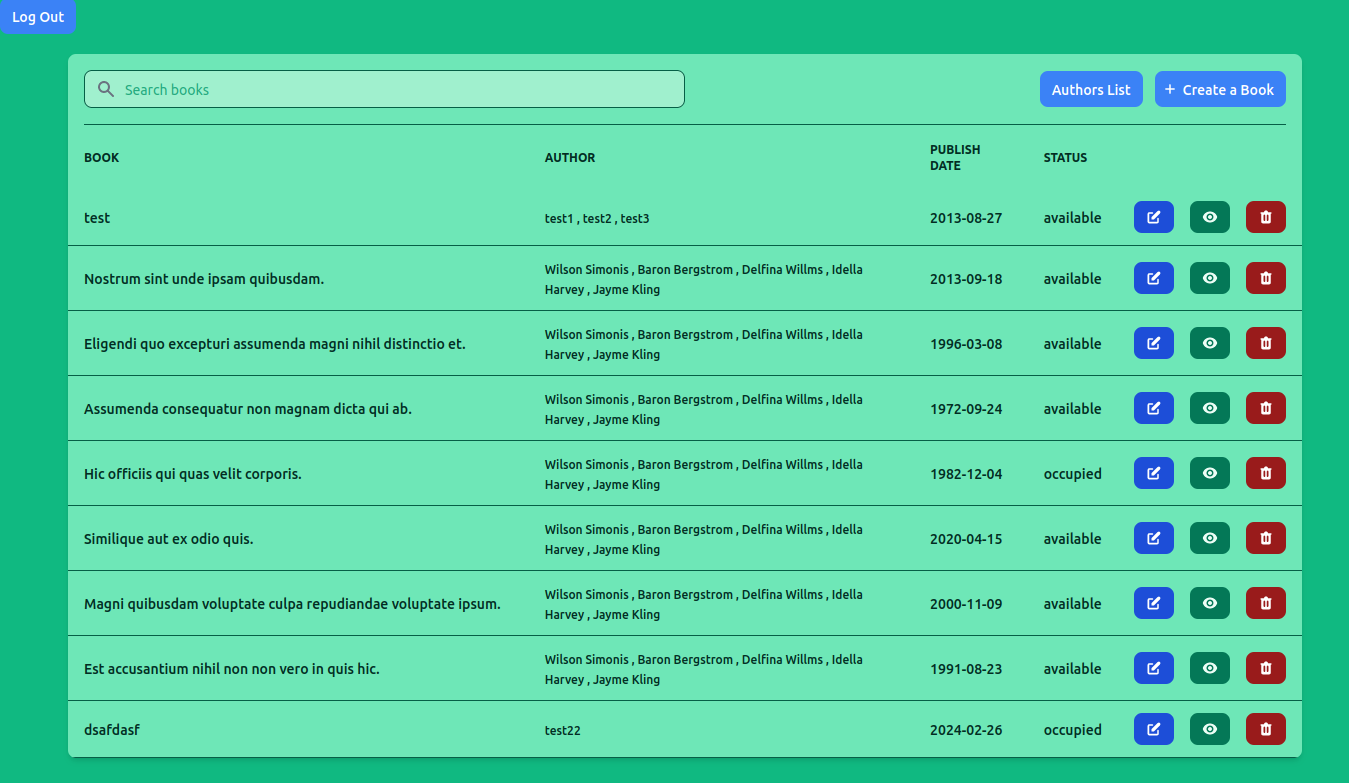 Log Out
Search books
Authors List
+ Create a Book
BOOK AUTHOR PUBLISH DATE STATUS
test test1 , test2 , test3 2013-08-27 available
Nostrum sint unde ipsam quibusdam. Wilson Simonis , Baron Bergstrom , Delfina Willms , Idella
Harvey , Jayme Kling 2013-09-18 available
Eligendi quo excepturi assumenda magni nihil distinctio et. Wilson Simonis , Baron Bergstrom , Delfina Willms , Idella
Harvey , Jayme Kling 1996-03-08 available
Assumenda consequatur non magnam dicta qui ab. Wilson Simonis , Baron Bergstrom , Delfina Willms , Idella
Harvey , Jayme Kling 1972-09-24 available
Hic officiis qui quas velit corporis. Wilson Simonis , Baron Bergstrom , Delfina Willms , Idella
Harvey , Jayme Kling 1982-12-04 occupied
Similique aut ex odio quis. Wilson Simonis , Baron Bergstrom , Delfina Willms , Idella
Harvey , Jayme Kling 2020-04-15 available
Magni quibusdam voluptate culpa repudiandae voluptate ipsum. Wilson Simonis , Baron Bergstrom , Delfina Willms , Idella
Harvey , Jayme Kling 2000-11-09 available
Est accusantium nihil non non vero in quis hic. Wilson Simonis , Baron Bergstrom , Delfina Willms , Idella
Harvey , Jayme Kling 1991-08-23 available
dsafdasf test22 2024-02-26 occupied